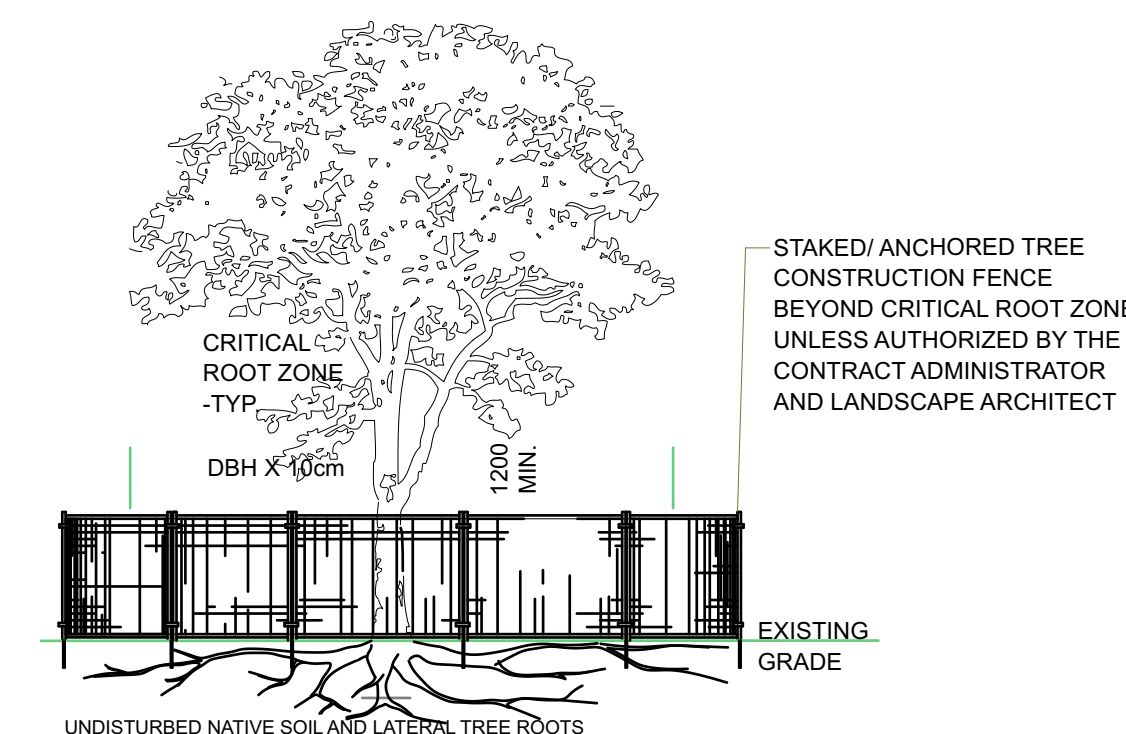 STAKED/ ANCHORED TREE
CONSTRUCTION FENCE
BEYOND CRITICAL ROOT ZONE
UNLESS AUTHORIZED BY THE
CONTRACT ADMINISTRATOR
AND LANDSCAPE ARCHITECT
CRITICAL
ROOT ZONE
-TYP
DBH X 10cm
1200
MIN.
EXISTING
GRADE
UNDISTURBED NATIVE SOIL AND LATERAL TREE ROOTS